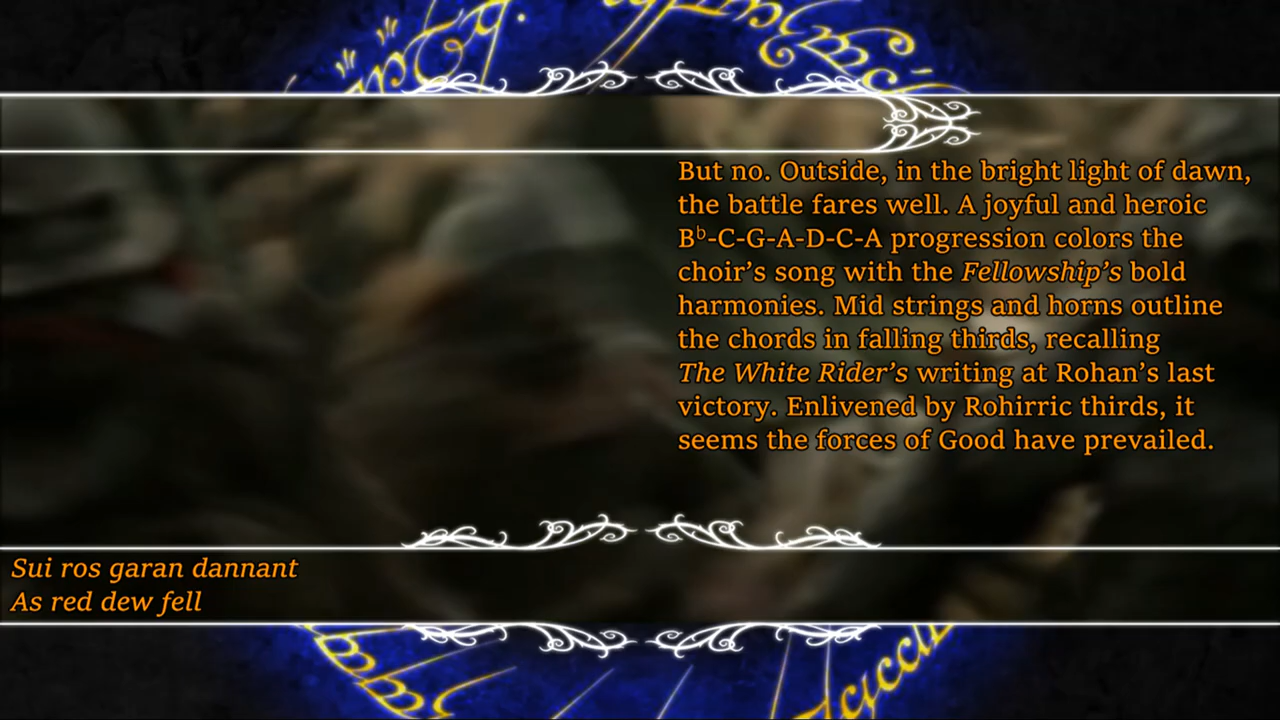 But no. Outside, in the bright light of dawn,
the battle fares well. A joyful and heroic
B♭-C-G-A-D-C-A progression colors the
choir's song with the Fellowship's bold
harmonies. Mid strings and horns outline
the chords in falling thirds, recalling
The White Rider's writing at Rohan's last
victory. Enlivened by Rohirric thirds, it
seems the forces of Good have prevailed.
Sui ros garan dannant
As red dew fell